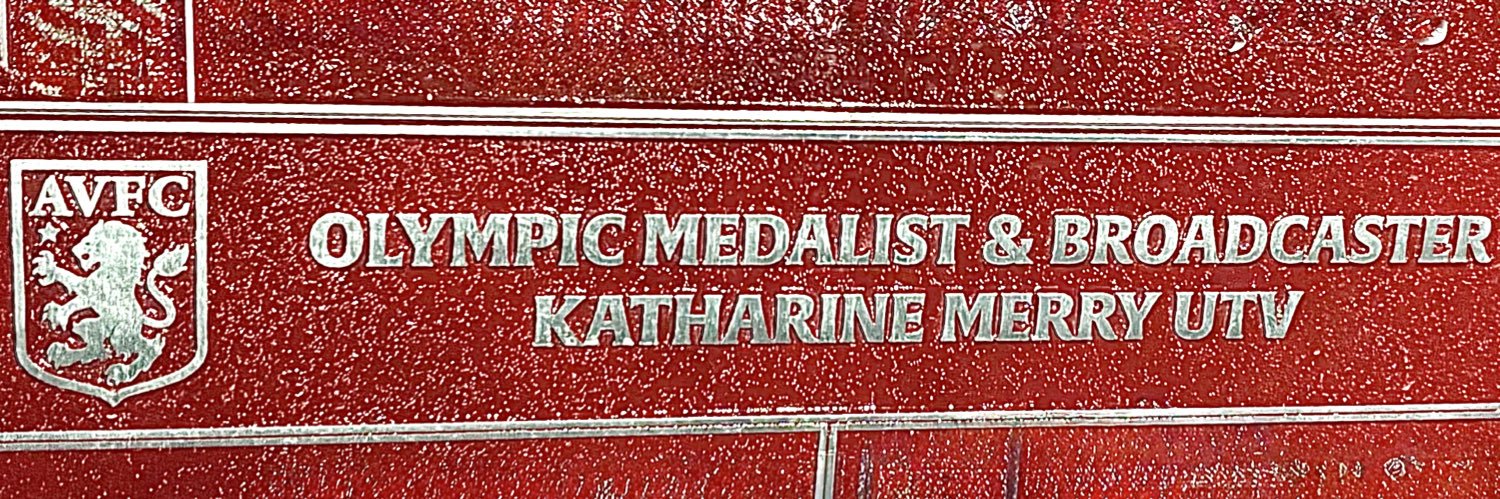 AVFC
OLYMPIC MEDALIST & BROADCASTER
KATHARINE MERRY UTV